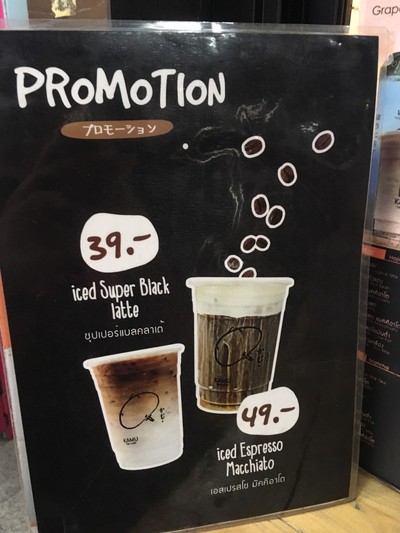 PROMOTION
プロモーション
39.-
iced Super Black
latte
ซุปเปอร์แบลคลาเต้
KAMU
49.-
iced Espresso
Macchiato
เอสเปรสโซ มัคคิอาโต
Grape